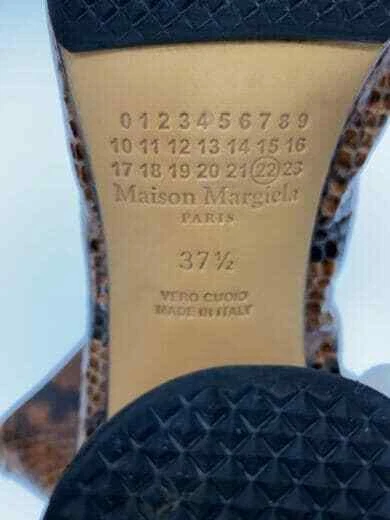 0 1 2 3 4 5 6 7 8 9
10 11 12 13 14 15 16
17 18 19 20 21 22 23
Maison Margiela
PARIS
37½
VERO CUOIO
MADE IN ITALY